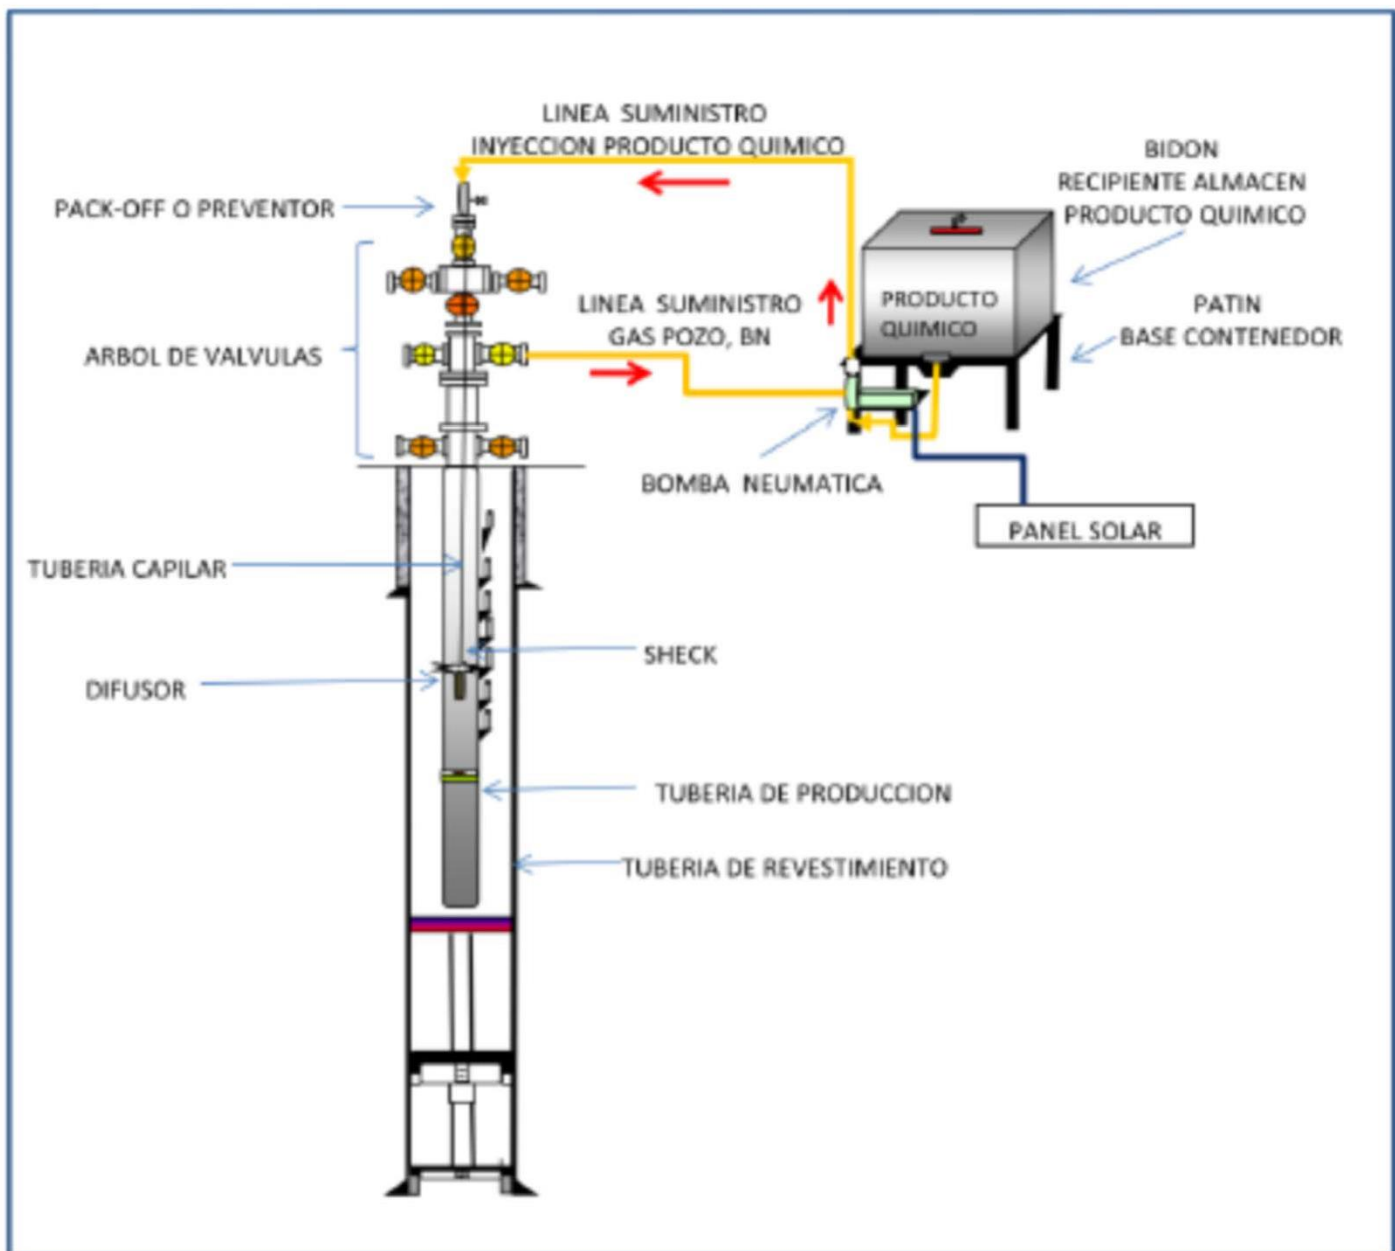 LINEA SUMINISTRO
INYECCION PRODUCTO QUIMICO
BIDON
RECIPIENTE ALMACEN
PRODUCTO QUIMICO
PACK-OFF O PREVENTOR
LINEA SUMINISTRO
GAS POZO, BN
PRODUCTO
QUIMICO
PATIN
BASE CONTENEDOR
ARBOL DE VALVULAS
BOMBA NEUMATICA
PANEL SOLAR
TUBERIA CAPILAR
SHECK
DIFUSOR
TUBERIA DE PRODUCCION
TUBERIA DE REVESTIMIENTO